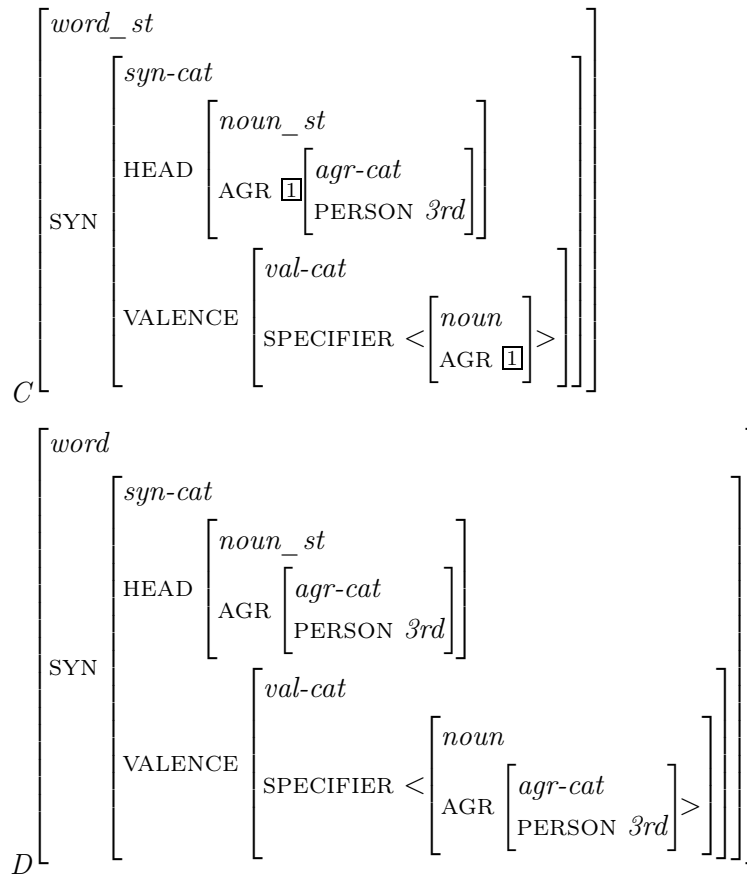 word_st
syn-cat
noun_st
HEAD AGR 1 agr-cat
PERSON 3rd
SYN
val-cat
VALENCE SPECIFIER < noun
AGR 1 >
C
word
syn-cat
noun_st
HEAD AGR agr-cat
PERSON 3rd
SYN
val-cat
noun
VALENCE SPECIFIER < AGR agr-cat
PERSON 3rd >
D